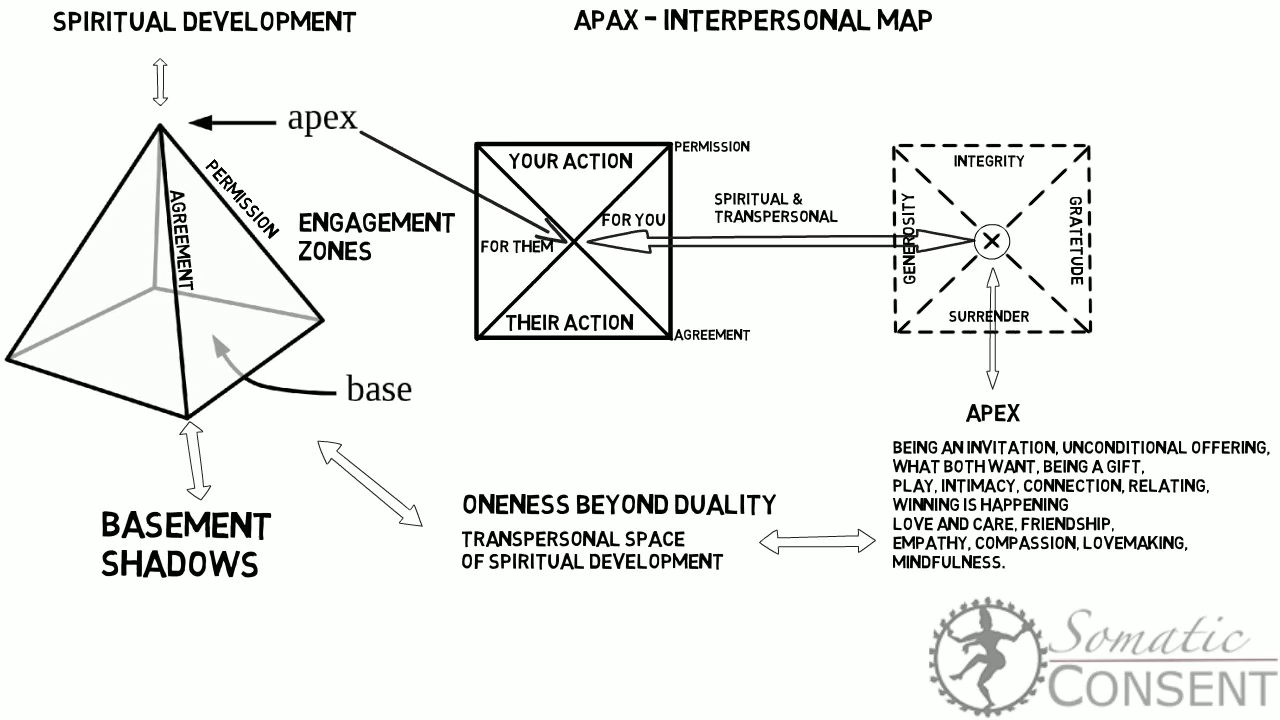 SPIRITUAL DEVELOPMENT
APAX - INTERPERSONAL MAP
apex
PERMISSION
AGREEMENT
ENGAGEMENT
ZONES
base
BASEMENT
SHADOWS
YOUR ACTION
PERMISSION
FOR YOU
FOR THEM
THEIR ACTION
AGREEMENT
SPIRITUAL &
TRANSPERSONAL
INTEGRITY
GENEROSITY
GRATETUDE
SURRENDER
APEX
BEING AN INVITATION, UNCONDITIONAL OFFERING,
WHAT BOTH WANT, BEING A GIFT,
PLAY, INTIMACY, CONNECTION, RELATING,
WINNING IS HAPPENING
LOVE AND CARE, FRIENDSHIP,
EMPATHY, COMPASSION, LOVEMAKING,
MINDFULNESS.
ONENESS BEYOND DUALITY
TRANSPERSONAL SPACE
OF SPIRITUAL DEVELOPMENT
Somatic
CONSENT